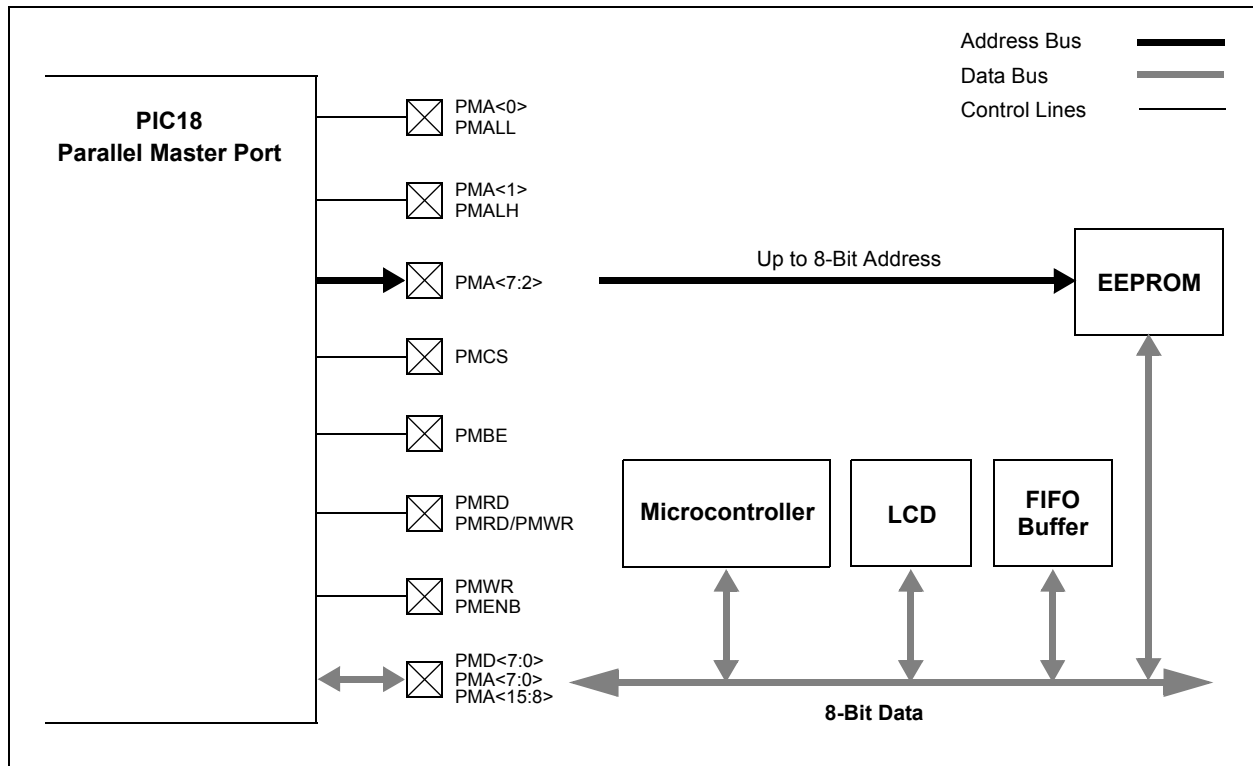 Address Bus
Data Bus
Control Lines
PIC18
Parallel Master Port
PMA<0>
PMALL
PMA<1>
PMALH
PMA<7:2>
Up to 8-Bit Address
EEPROM
PMCS
PMBE
PMRD
PMRD/PMWR
Microcontroller
LCD
FIFO
Buffer
PMWR
PMENB
PMD<7:0>
PMA<7:0>
PMA<15:8>
8-Bit Data